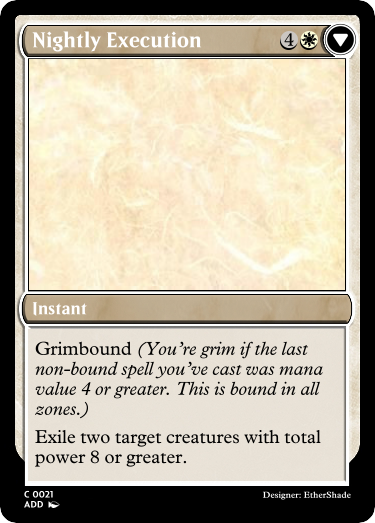 Nightly Execution 4
Instant
Grimbound (You're grim if the last
non-bound spell you've cast was mana
value 4 or greater. This is bound in all
zones.)
Exile two target creatures with total
power 8 or greater.
C 0021
ADD
Designer: EtherShade